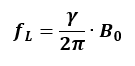 f_L = γ/2π · B_0